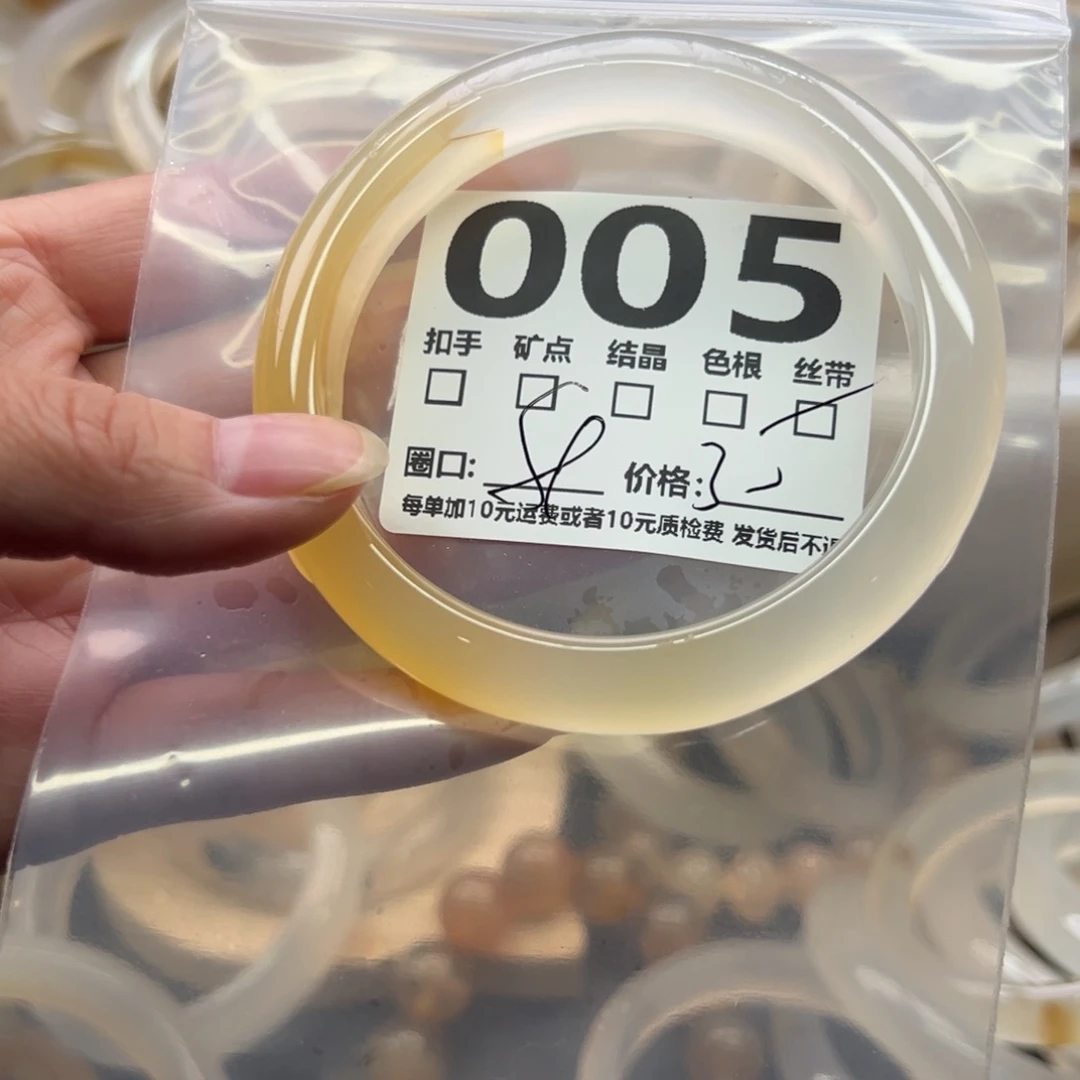 005
扣手 矿点 结晶 色根 丝带
圈口: 8 价格:
每单加10元运费或者10元质检费 发货后不